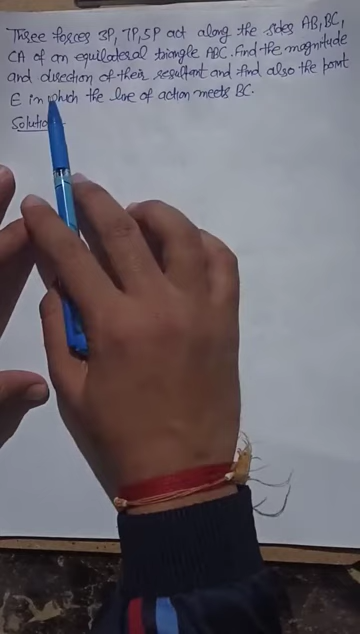 Three forces 3P, 7P, 5P act along the sides AB, BC,
CA of an equilateral triangle ABC. Find the magnitude
and direction of their resultant and find also the point
E in which the line of action meets BC.
Solution